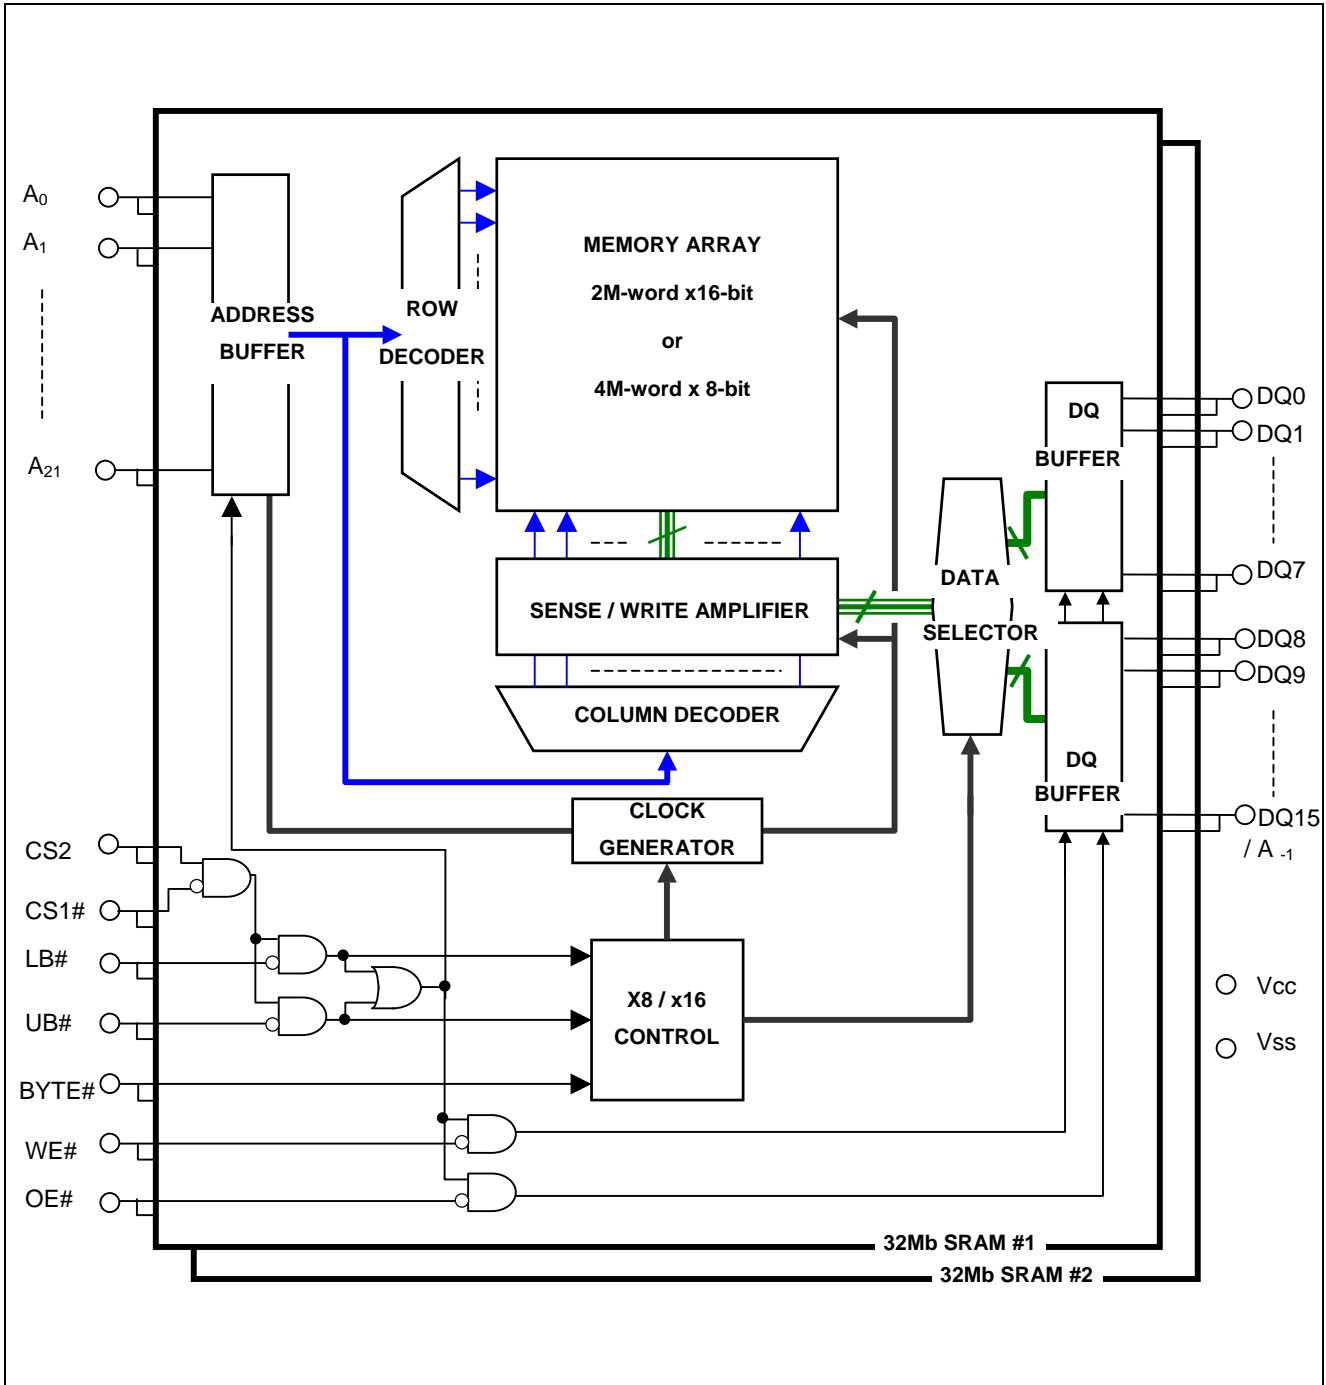 A0
A1
A21
ADDRESS
BUFFER
ROW
DECODER
MEMORY ARRAY
2M-word x16-bit
or
4M-word x 8-bit
SENSE / WRITE AMPLIFIER
COLUMN DECODER
CLOCK
GENERATOR
X8 / x16
CONTROL
DATA
SELECTOR
DQ
BUFFER
DQ
BUFFER
DQ0
DQ1
DQ7
DQ8
DQ9
DQ15
/ A -1
Vcc
Vss
CS2
CS1#
LB#
UB#
BYTE#
WE#
OE#
32Mb SRAM #1
32Mb SRAM #2